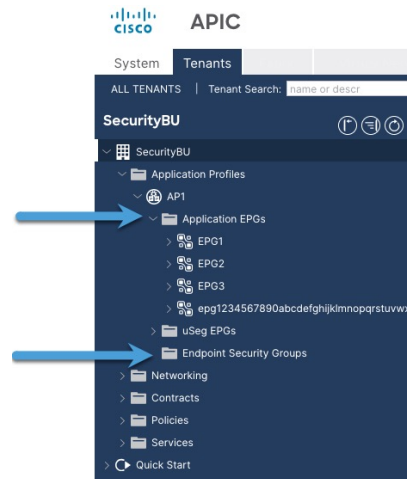 CISCO APIC
System Tenants
ALL TENANTS | Tenant Search: name or descr
SecurityBU
SecurityBU
Application Profiles
AP1
Application EPGs
EPG1
EPG2
EPG3
epg1234567890abcdefghijklmnopqrstuvwx
uSeg EPGs
Endpoint Security Groups
Networking
Contracts
Policies
Services
Quick Start